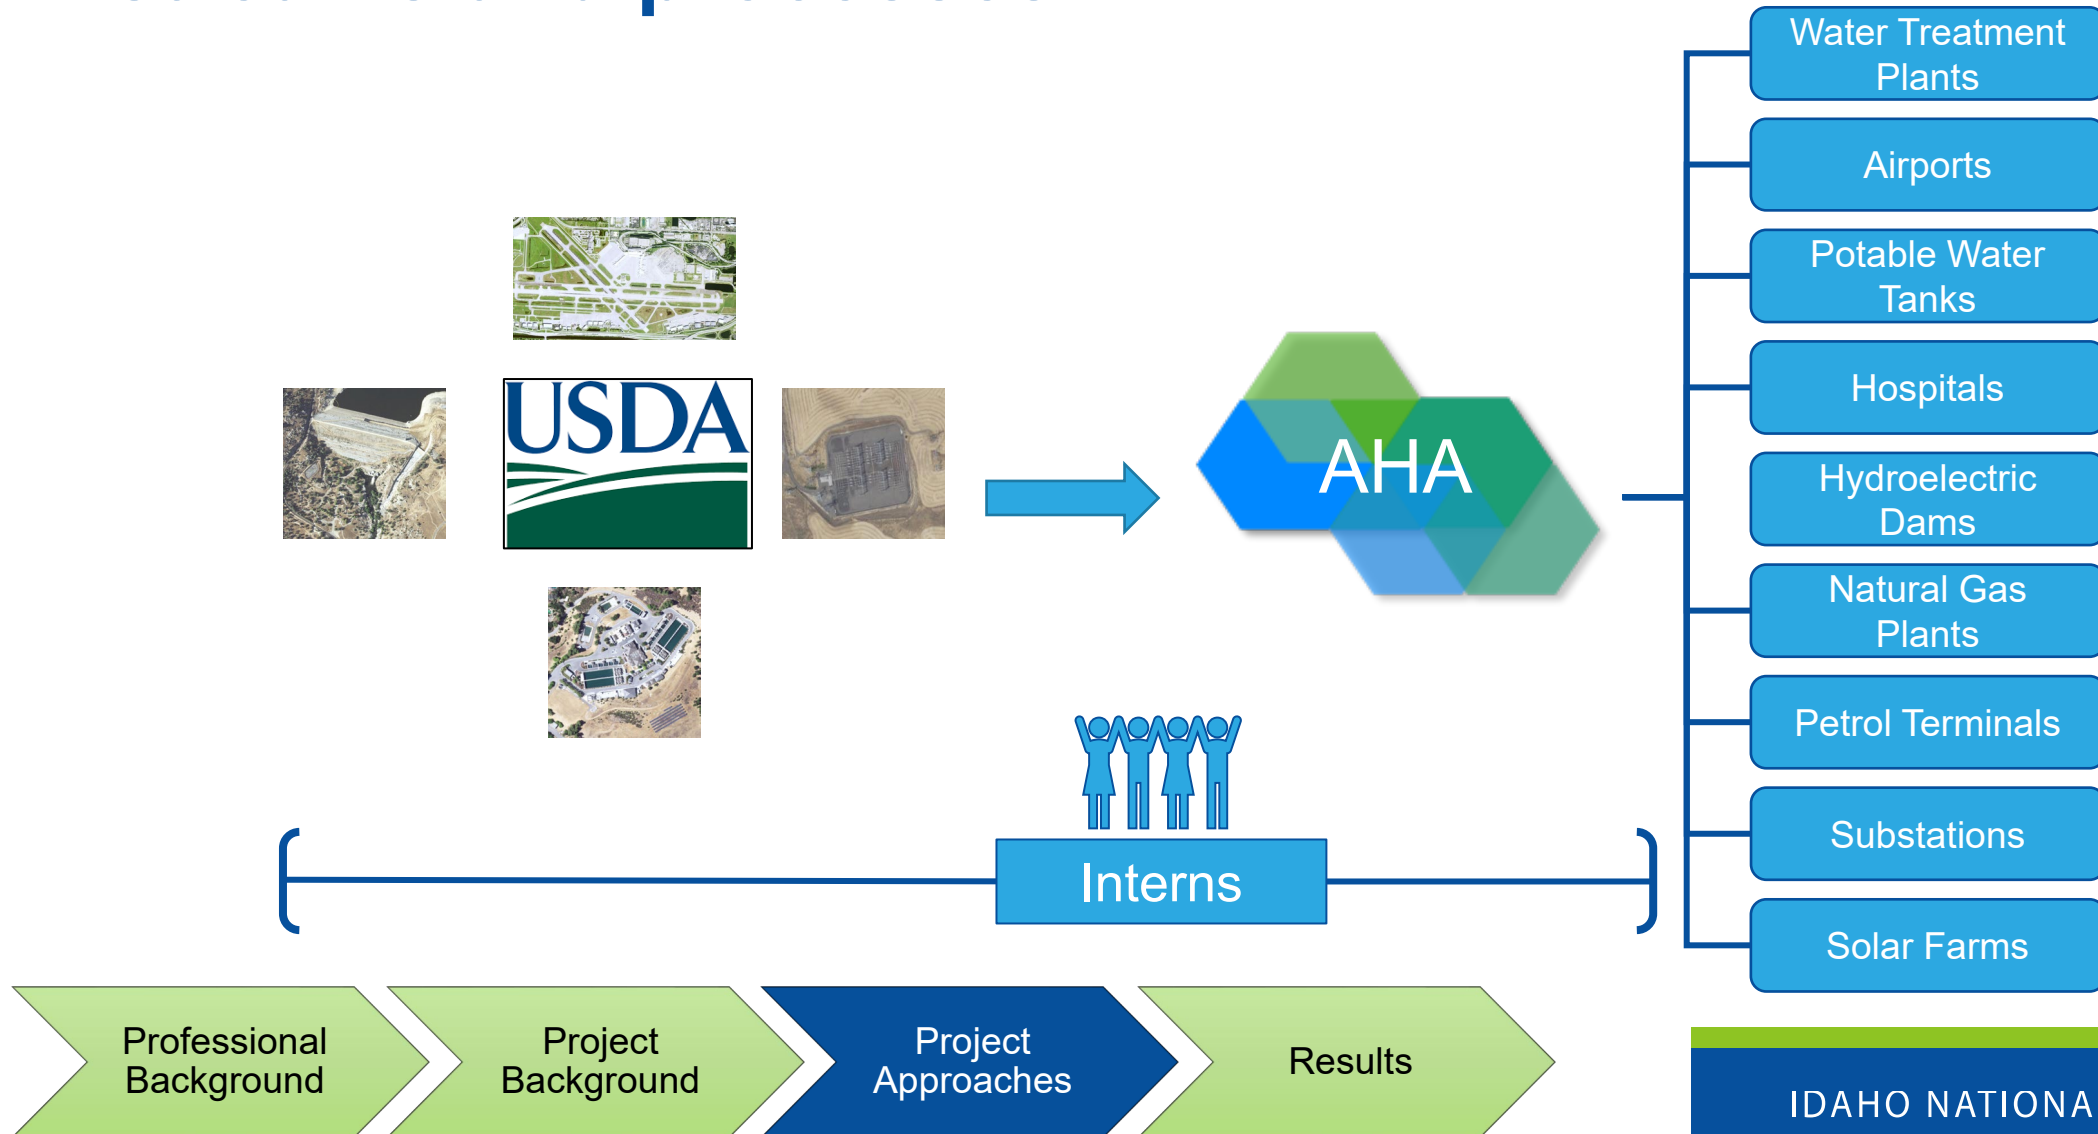 Water Treatment
Plants
Airports
Potable Water
Tanks
Hospitals
Hydroelectric
Dams
Natural Gas
Plants
Petrol Terminals
Substations
Solar Farms
USDA
AHA
Interns
Professional
Background
Project
Background
Project
Approaches
Results
IDAHO NATIONA